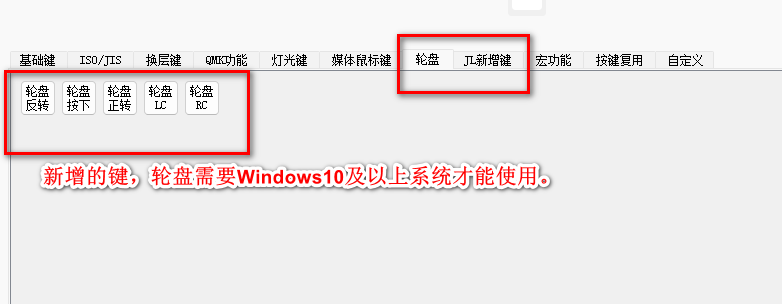 基础键 ISO/JIS 换层键 QMK功能 灯光键 媒体鼠标键 轮盘 JL新增键 宏功能 按键复用 自定义
轮盘 轮盘 轮盘 轮盘 轮盘
反转 按下 正转 LC RC
新增的键，轮盘需要Windows10及以上系统才能使用。